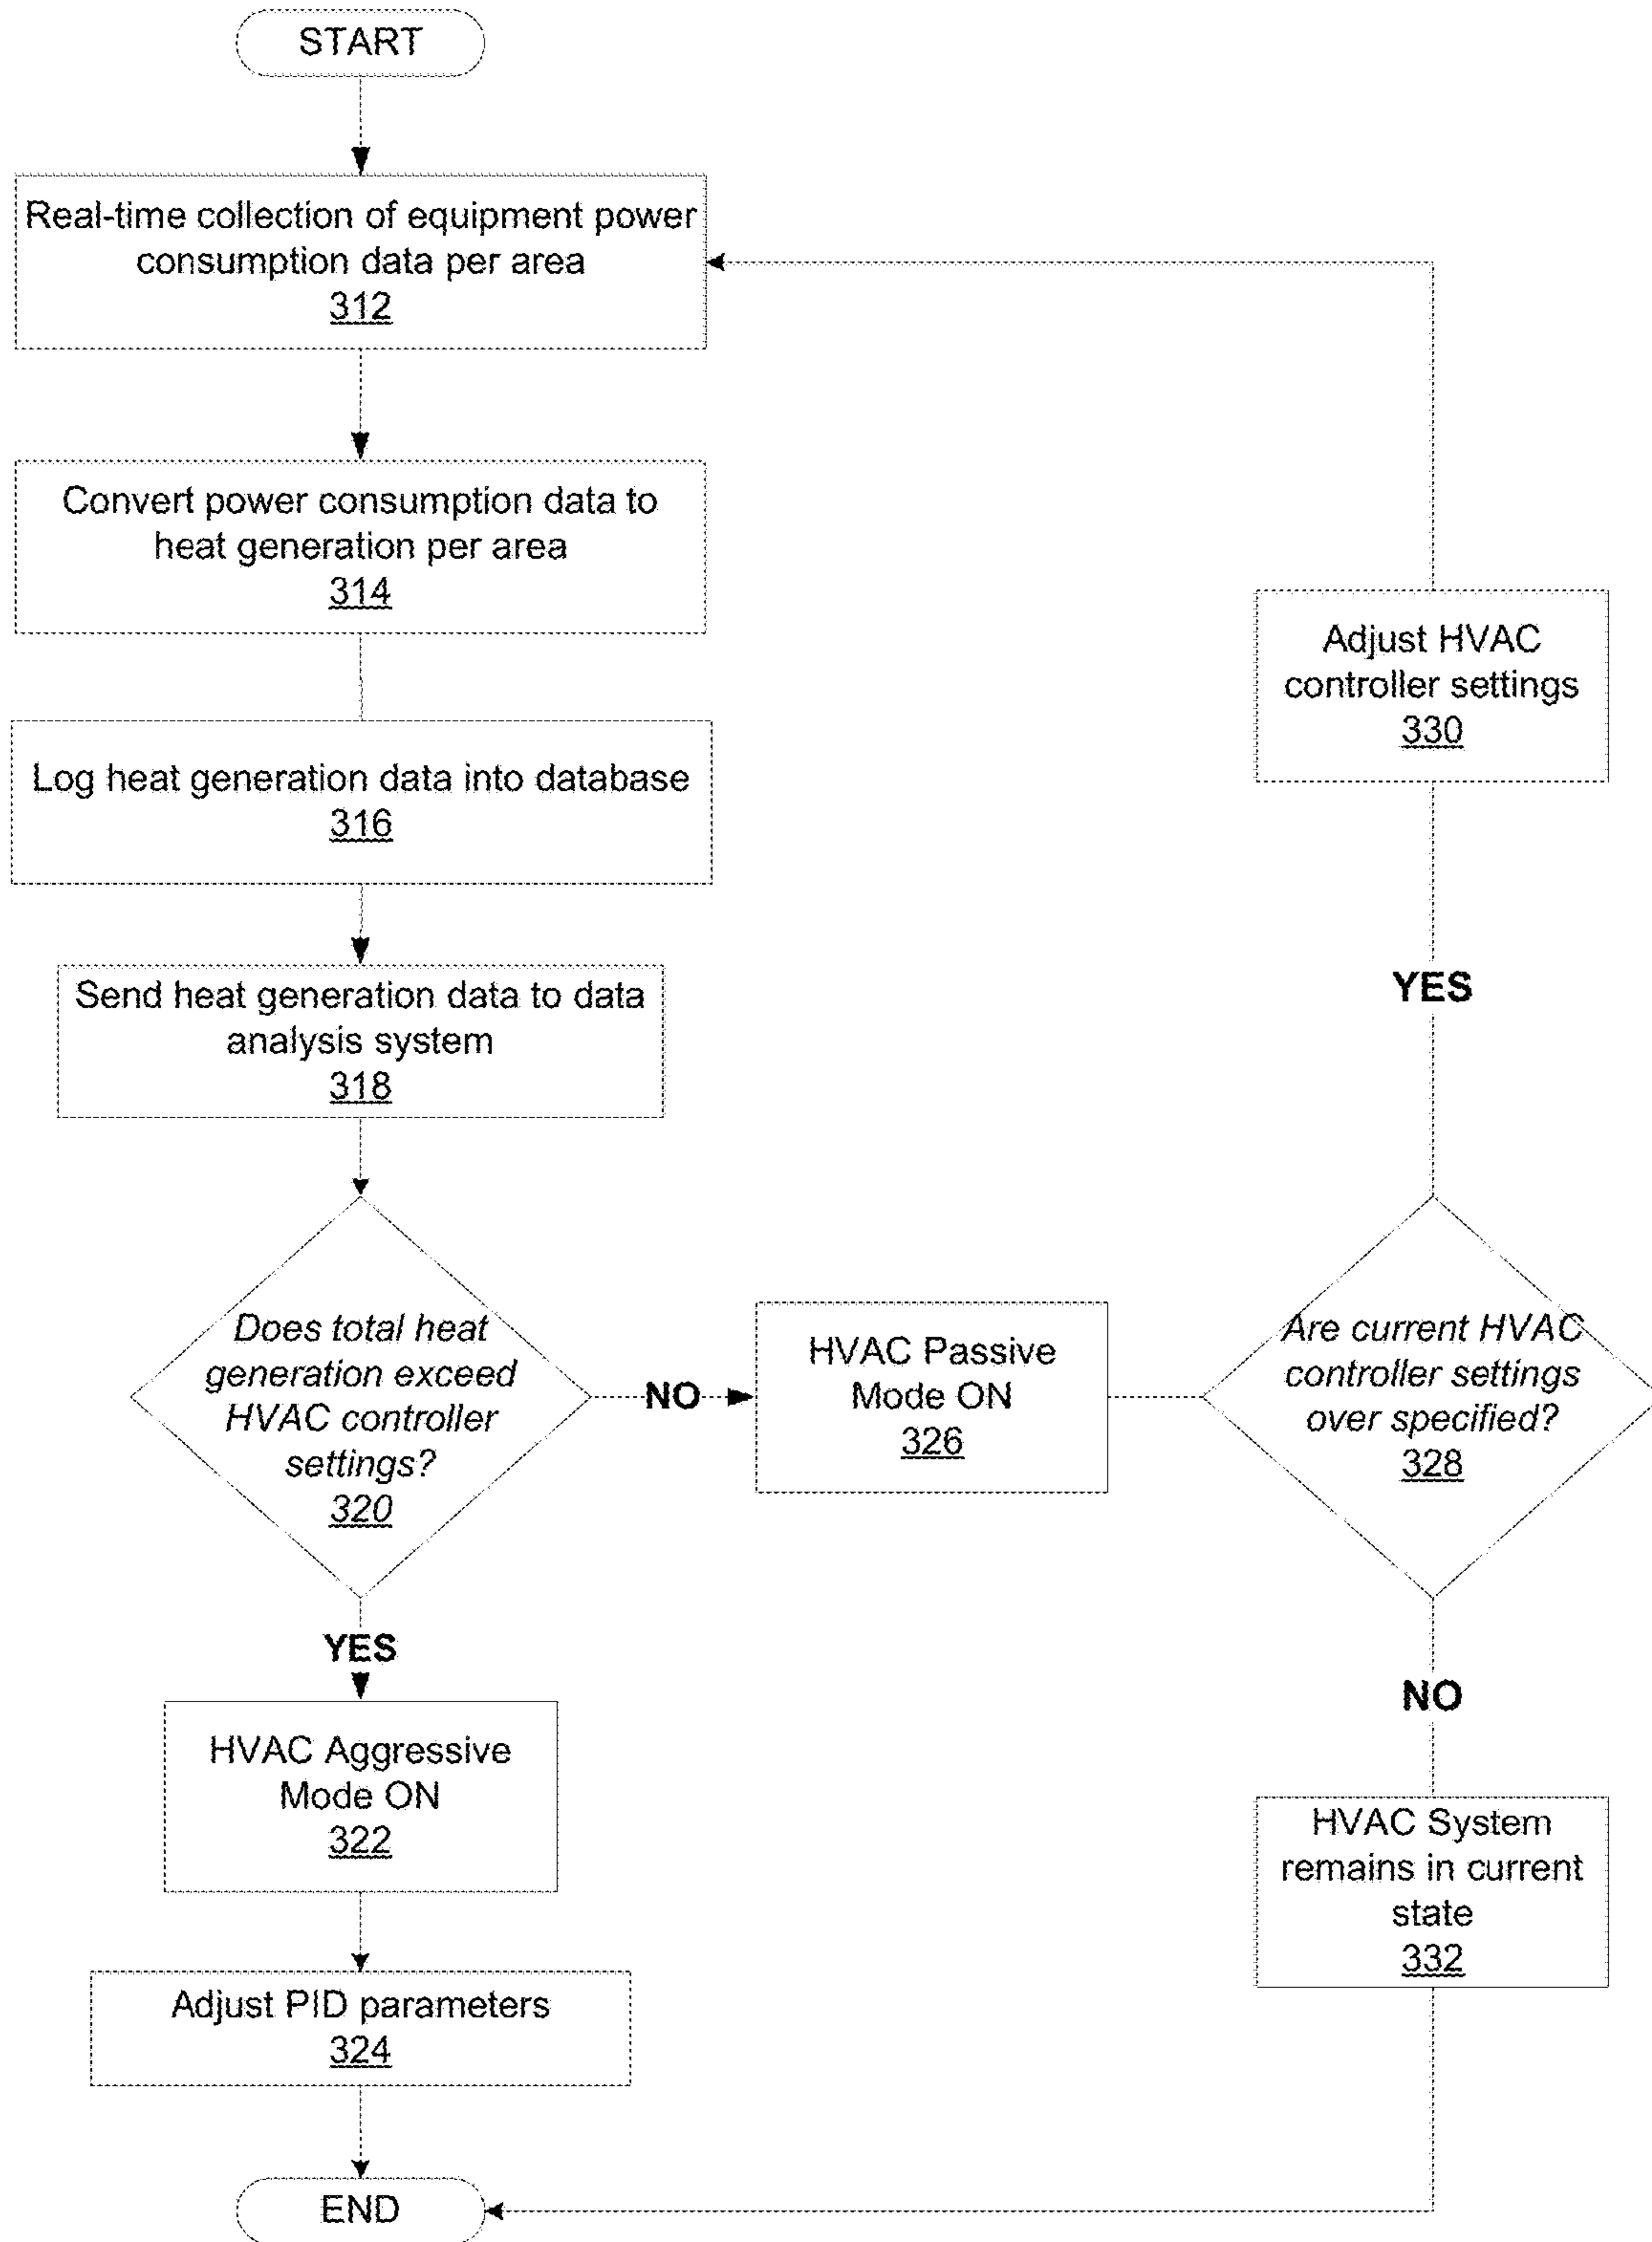 START
Real-time collection of equipment power
consumption data per area
312
Convert power consumption data to
heat generation per area
314
Log heat generation data into database
316
Send heat generation data to data
analysis system
318
Does total heat
generation exceed
HVAC controller
settings?
320
NO
HVAC Passive
Mode ON
326
Are current HVAC
controller settings
over specified?
328
YES
Adjust HVAC
controller settings
330
NO
HVAC System
remains in current
state
332
YES
HVAC Aggressive
Mode ON
322
Adjust PID parameters
324
END